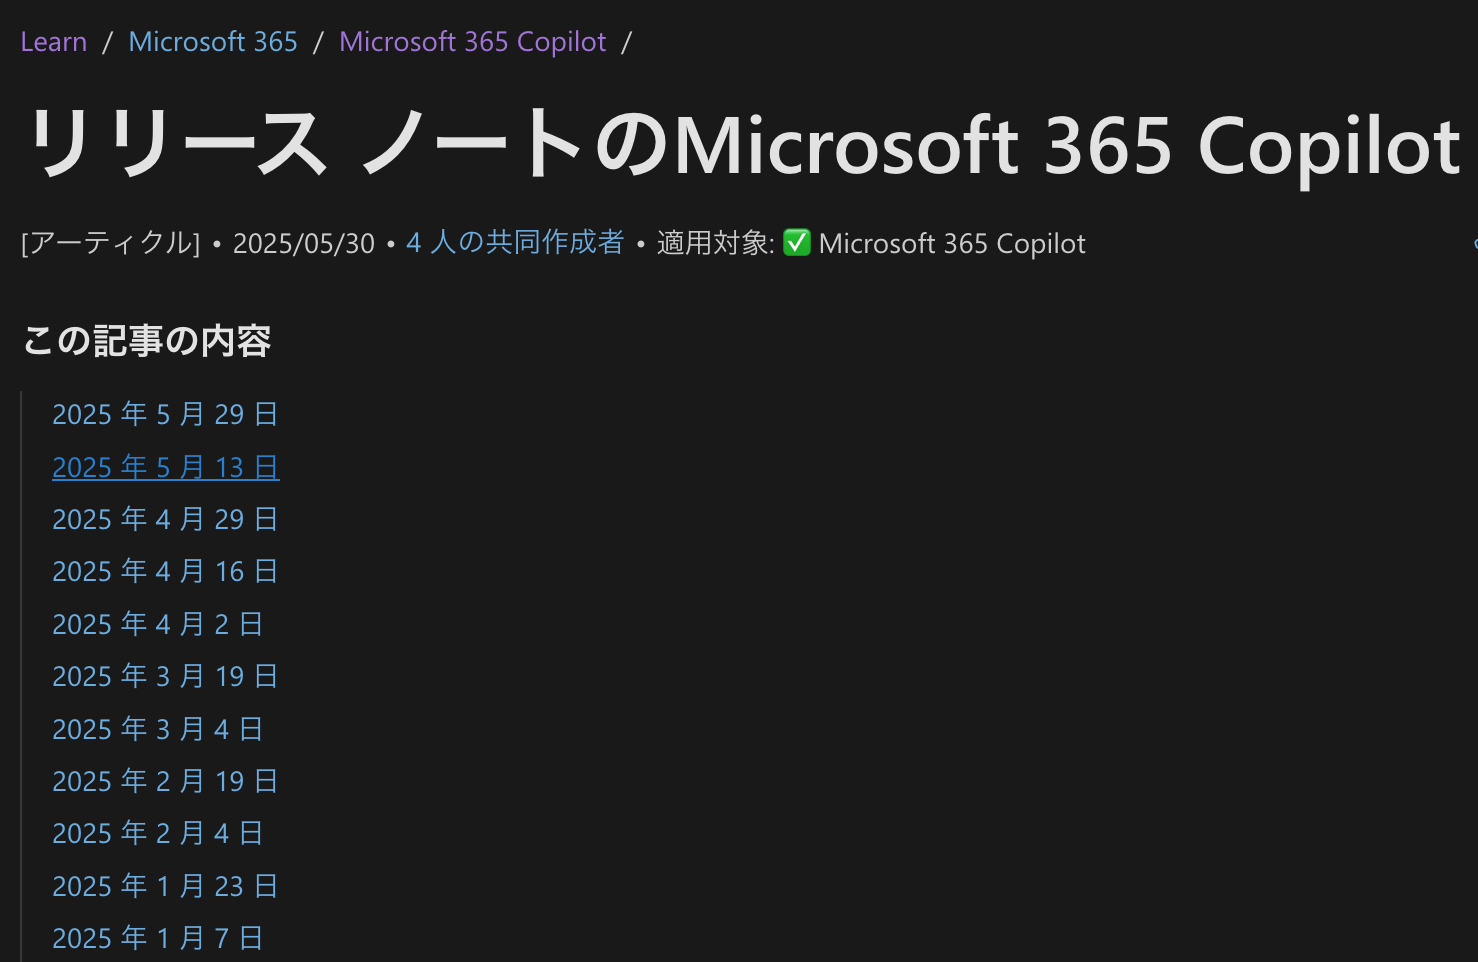 Learn / Microsoft 365 / Microsoft 365 Copilot /
リリース ノートのMicrosoft 365 Copilot
[アーティクル] • 2025/05/30 • 4 人の共同作成者 • 適用対象: ✅ Microsoft 365 Copilot
この記事の内容
2025 年 5 月 29 日
2025 年 5 月 13 日
2025 年 4 月 29 日
2025 年 4 月 16 日
2025 年 4 月 2 日
2025 年 3 月 19 日
2025 年 3 月 4 日
2025 年 2 月 19 日
2025 年 2 月 4 日
2025 年 1 月 23 日
2025 年 1 月 7 日